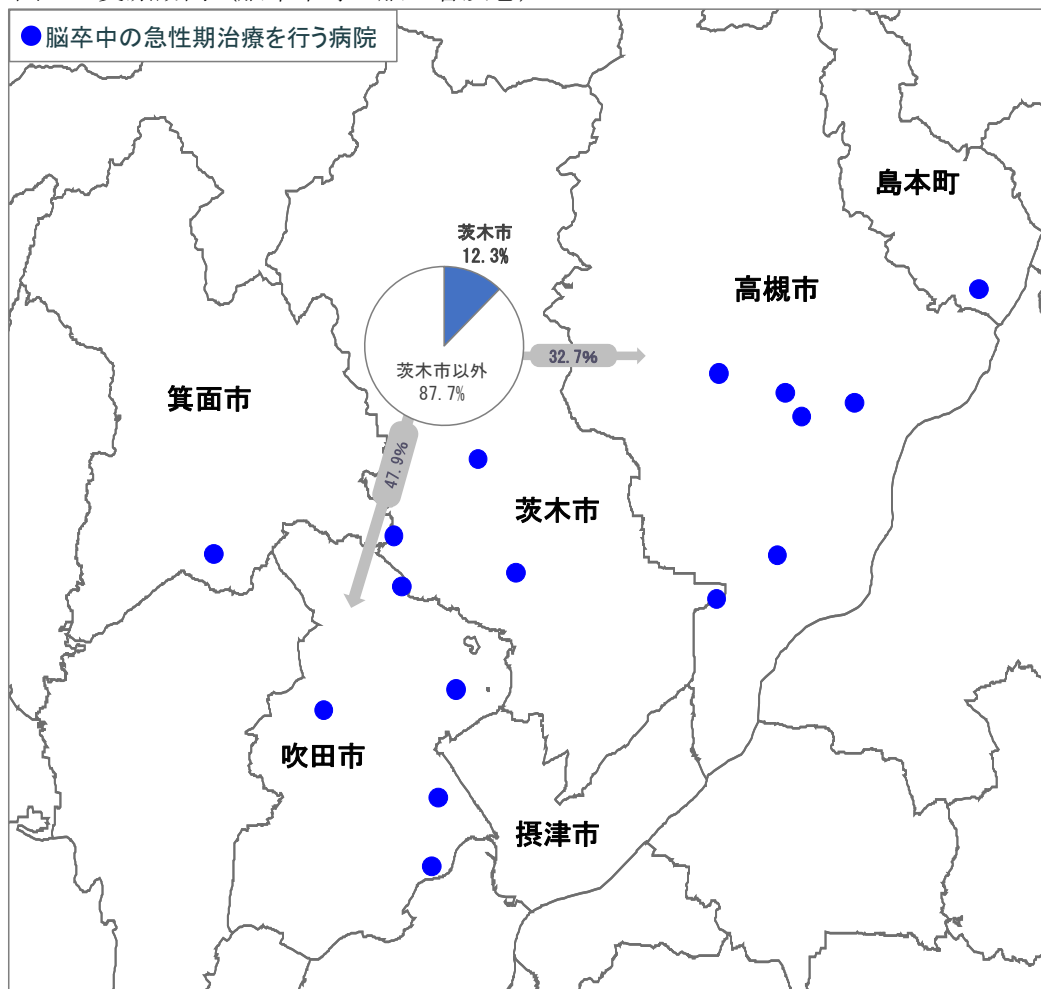 脳卒中の急性期治療を行う病院
島本町
茨木市
12.3%
高槻市
32.7%
茨木市以外
87.7%
箕面市
47.9%
茨木市
吹田市
摂津市